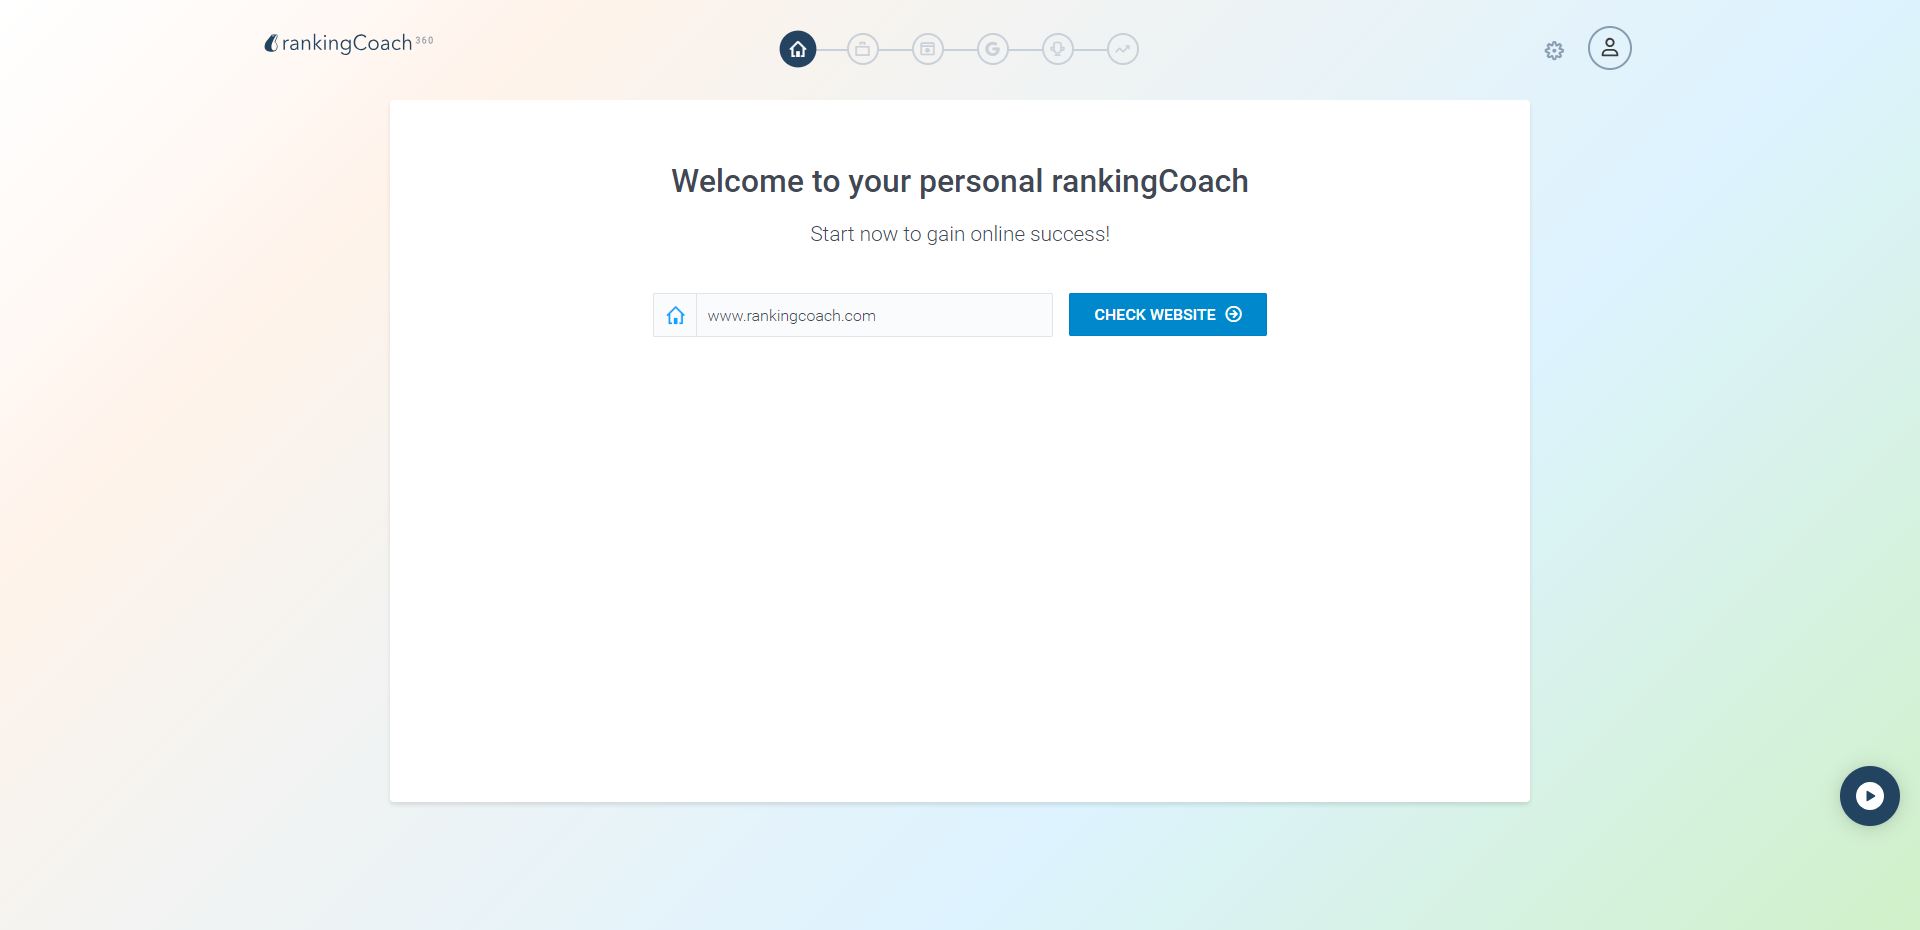 rankingCoach 360
Welcome to your personal rankingCoach
Start now to gain online success!
www.rankingcoach.com
CHECK WEBSITE